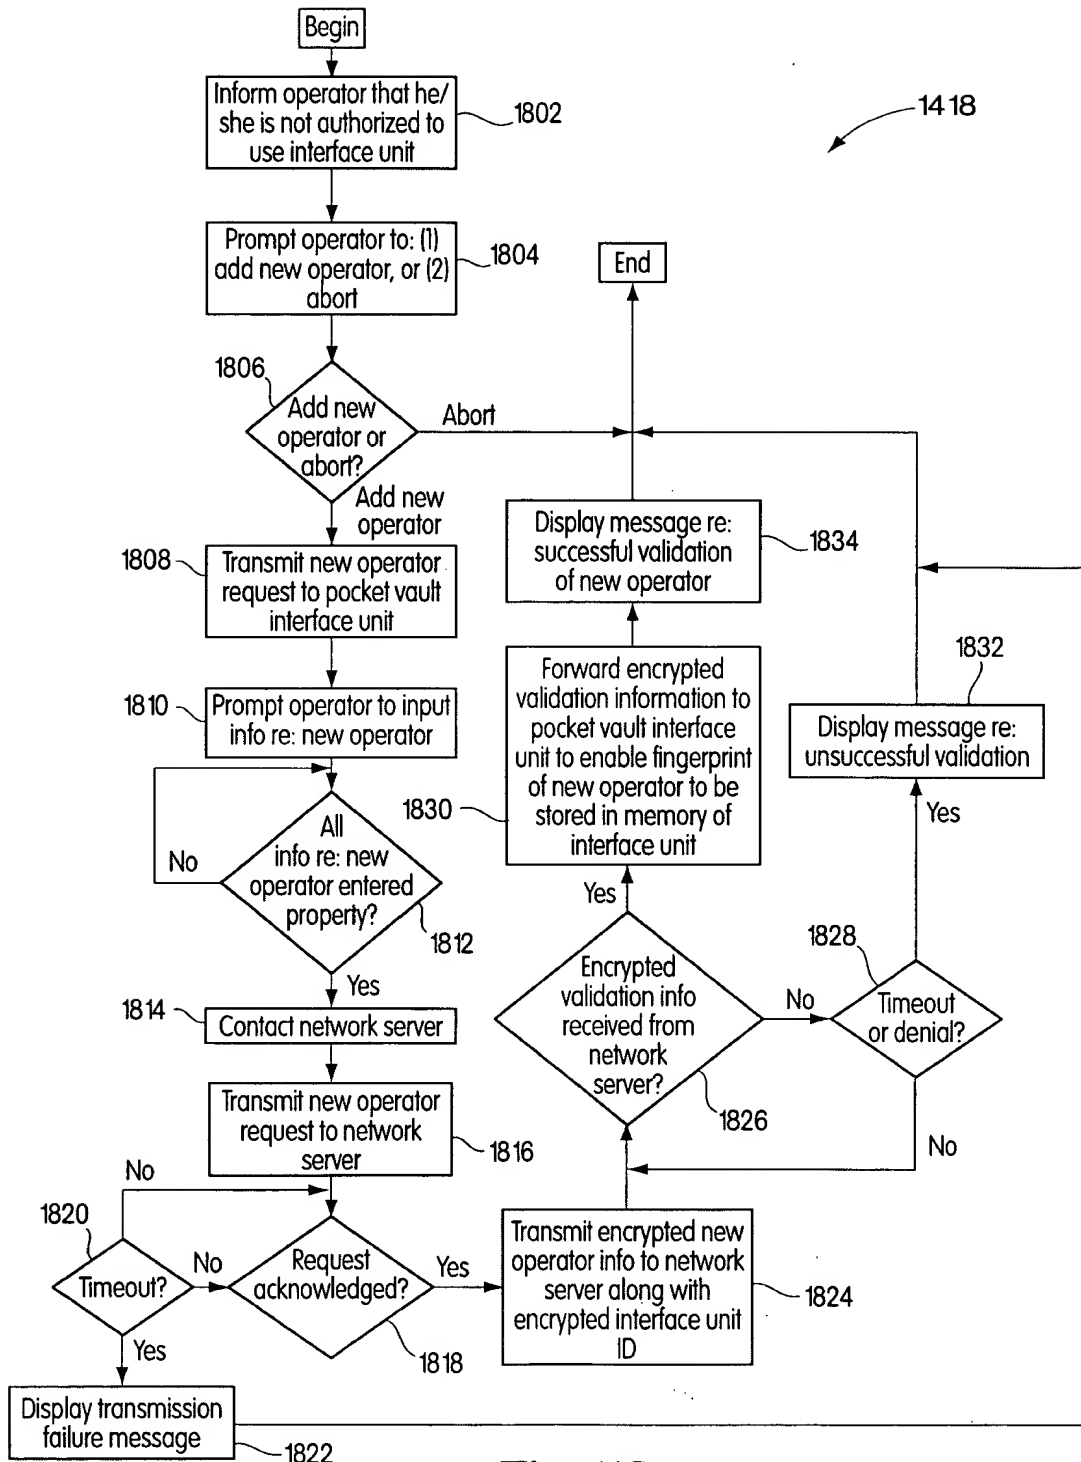 Begin
Inform operator that he/
she is not authorized to
use interface unit
1802
1418
Prompt operator to: (1)
add new operator, or (2)
abort
1804
End
1806
Add new
operator or
abort?
Abort
Add new
operator
1808
Transmit new operator
request to pocket vault
interface unit
Display message re:
successful validation
of new operator
1834
1810
Prompt operator to input
info re: new operator
Forward encrypted
validation information to
pocket vault interface
unit to enable fingerprint
of new operator to be
stored in memory of
interface unit
1830
1832
Display message re:
unsuccessful validation
Yes
No
All
info re: new
operator entered
property?
1812
Yes
Yes
1814
Contact network server
Encrypted
validation info
received from
network
server?
1826
No
1828
Timeout
or denial?
No
Transmit new operator
request to network
server
1816
No
1820
Timeout?
No
Request
acknowledged?
1818
Yes
Transmit encrypted new
operator info to network
server along with
encrypted interface unit
ID
1824
Yes
Display transmission
failure message
1822